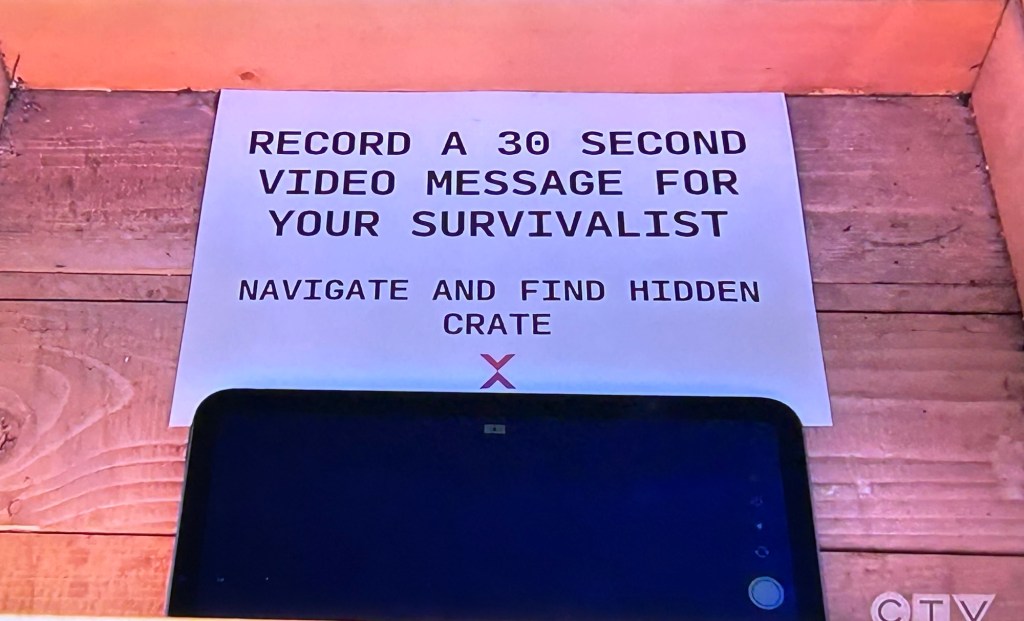 RECORD A 30 SECOND
VIDEO MESSAGE FOR
YOUR SURVIVALIST
NAVIGATE AND FIND HIDDEN
CRATE
CTV